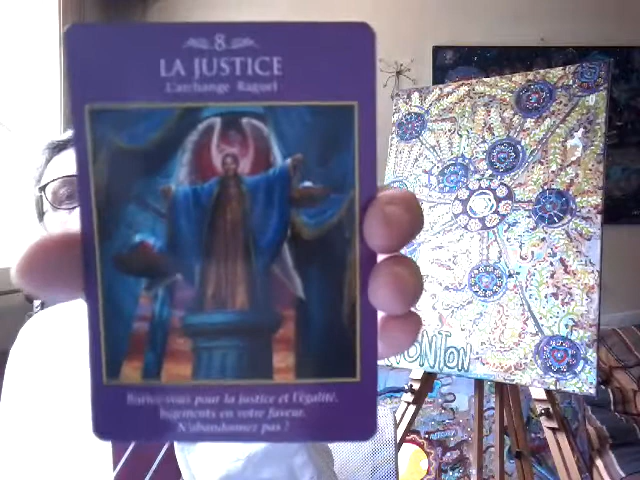 8
LA JUSTICE
L'archange Raguel
Battez-vous pour la justice et l'égalité.
Jugements en votre faveur.
N'abandonnez pas !